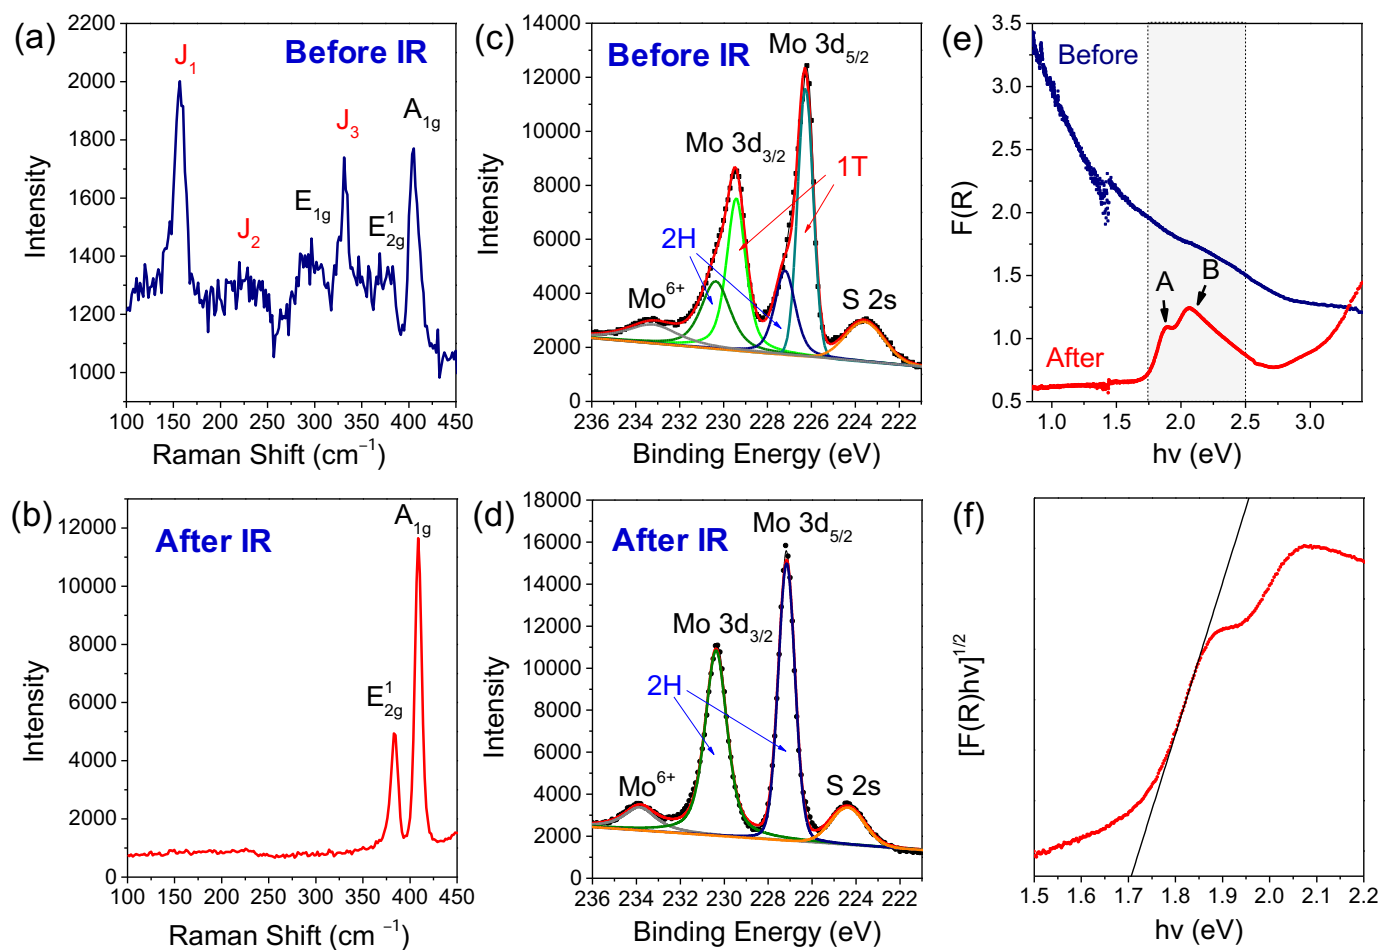 (a)
Before IR
J1
J2
J3
E1g
E¹2g
A1g
2200
2000
1800
1600
1400
1200
1000
Intensity
100 150 200 250 300 350 400 450
Raman Shift (cm⁻¹)
(c)
Before IR
Mo 3d5/2
Mo 3d3/2
1T
2H
Mo⁶⁺
S 2s
14000
12000
10000
8000
6000
4000
2000
0
Intensity
236 234 232 230 228 226 224 222
Binding Energy (eV)
(e)
Before
After
A
B
3.5
3.0
2.5
2.0
1.5
1.0
0.5
F(R)
1.0 1.5 2.0 2.5 3.0
hν (eV)
(b)
After IR
E¹2g
A1g
12000
10000
8000
6000
4000
2000
0
Intensity
100 150 200 250 300 350 400 450
Raman Shift (cm ⁻¹)
(d)
After IR
Mo 3d5/2
Mo 3d3/2
2H
Mo⁶⁺
S 2s
18000
16000
14000
12000
10000
8000
6000
4000
2000
0
Intensity
236 234 232 230 228 226 224 222
Binding Energy (eV)
(f)
[F(R)hν]¹/²
1.5 1.6 1.7 1.8 1.9 2.0 2.1 2.2
hν (eV)